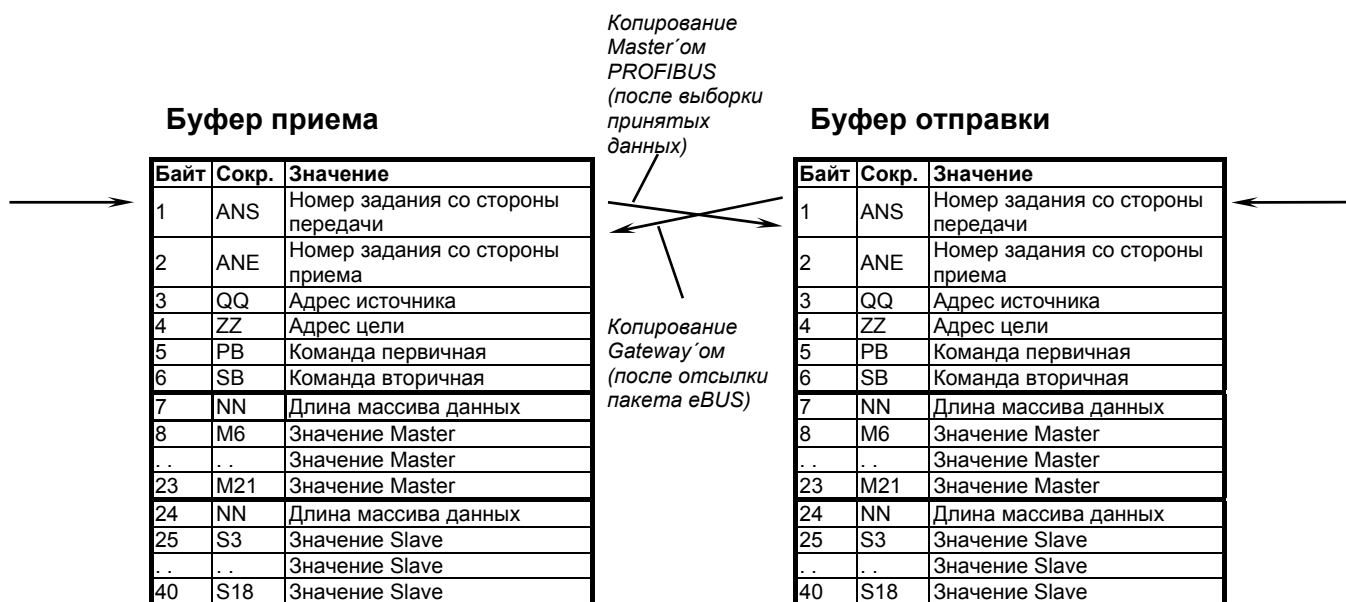 Копирование
Master´ом
PROFIBUS
(после выборки
принятых
данных)
Буфер приема
Байт Сокр. Значение
1 ANS Номер задания со стороны
передачи
2 ANE Номер задания со стороны
приема
3 QQ Адрес источника
4 ZZ Адрес цели
5 PB Команда первичная
6 SB Команда вторичная
7 NN Длина массива данных
8 M6 Значение Master
. . . . Значение Master
23 M21 Значение Master
24 NN Длина массива данных
25 S3 Значение Slave
. . . . Значение Slave
40 S18 Значение Slave
Копирование
Gateway´ом
(после отсылки
пакета eBUS)
Буфер отправки
Байт Сокр. Значение
1 ANS Номер задания со стороны
передачи
2 ANE Номер задания со стороны
приема
3 QQ Адрес источника
4 ZZ Адрес цели
5 PB Команда первичная
6 SB Команда вторичная
7 NN Длина массива данных
8 M6 Значение Master
. . . . Значение Master
23 M21 Значение Master
24 NN Длина массива данных
25 S3 Значение Slave
. . . . Значение Slave
40 S18 Значение Slave